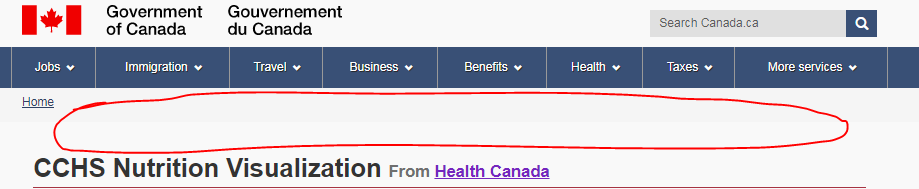 Government of Canada
Gouvernement du Canada
Search Canada.ca
Jobs Immigration Travel Business Benefits Health Taxes More services
Home
CCHS Nutrition Visualization From Health Canada